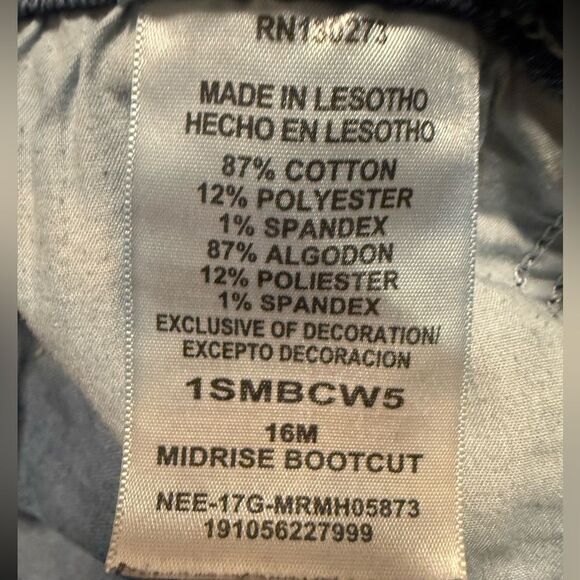 RN130273
MADE IN LESOTHO
HECHO EN LESOTHO
87% COTTON
12% POLYESTER
1% SPANDEX
87% ALGODON
12% POLIESTER
1% SPANDEX
EXCLUSIVE OF DECORATION/
EXCEPTO DECORACION
1SMBCW5
16M
MIDRISE BOOTCUT
NEE-17G-MRMH05873
191056227999